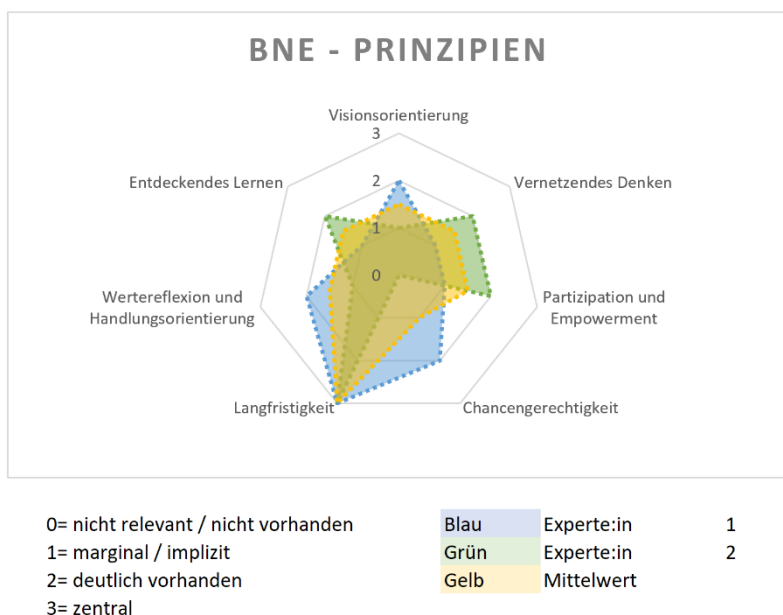 BNE - PRINZIPIEN
Visionsorientierung
3
Entdeckendes Lernen
2
Vernetzendes Denken
1
0
Wertereflexion und
Handlungsorientierung
Partizipation und
Empowerment
Langfristigkeit
Chancengerechtigkeit
0= nicht relevant / nicht vorhanden
Blau Experte:in 1
1= marginal / implizit
Grün Experte:in 2
2= deutlich vorhanden
Gelb Mittelwert
3= zentral